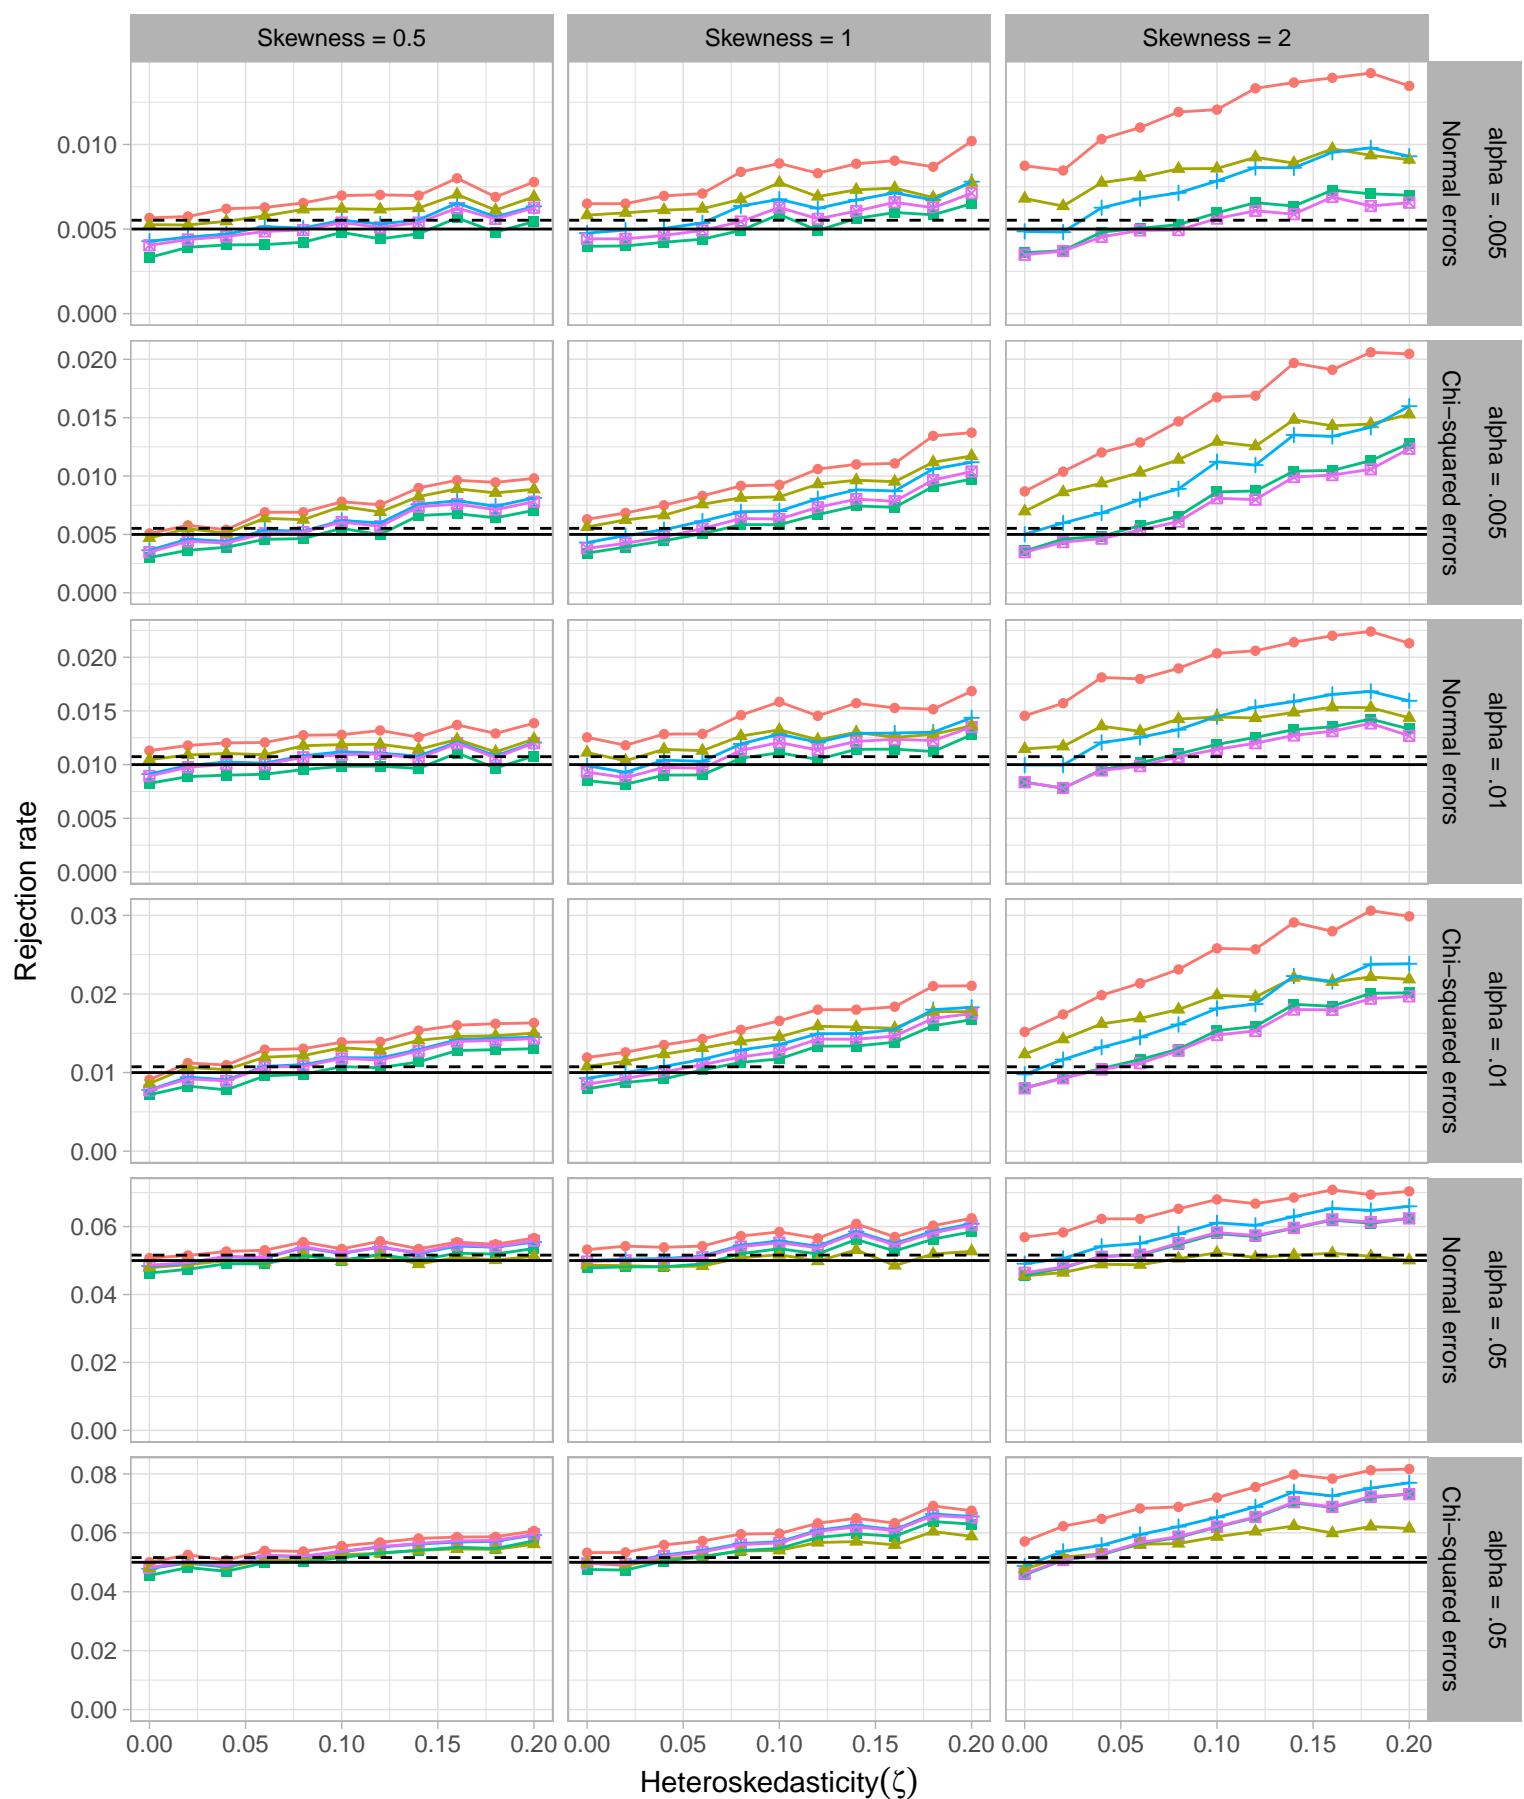 Skewness = 0.5
Skewness = 1
Skewness = 2
0.010
0.005
0.000
alpha = .005
Normal errors
0.020
0.015
0.010
0.005
0.000
alpha = .005
Chi−squared errors
0.020
0.015
0.010
0.005
0.000
alpha = .01
Normal errors
0.03
0.02
0.01
0.00
alpha = .01
Chi−squared errors
0.06
0.04
0.02
0.00
alpha = .05
Normal errors
0.08
0.06
0.04
0.02
0.00
alpha = .05
Chi−squared errors
Rejection rate
0.00 0.05 0.10 0.15 0.20 0.00 0.05 0.10 0.15 0.20 0.00 0.05 0.10 0.15 0.20
Heteroskedasticity(ζ)